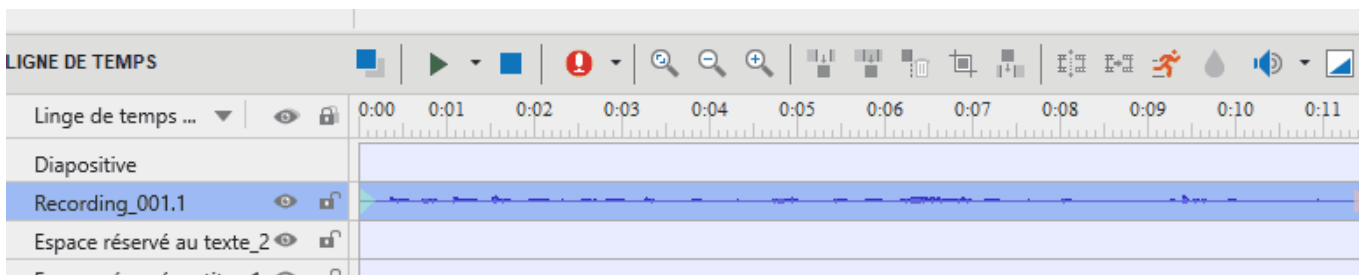 LIGNE DE TEMPS
Linge de temps ... 0:00 0:01 0:02 0:03 0:04 0:05 0:06 0:07 0:08 0:09 0:10 0:11
Diapositive
Recording_001.1
Espace réservé au texte_2